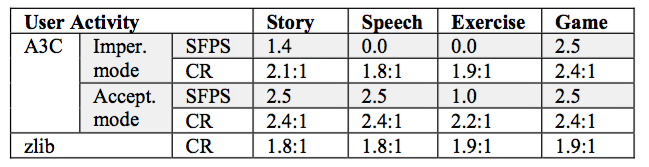 User Activity Story Speech Exercise Game
A3C Imper. mode SFPS 1.4 0.0 0.0 2.5
CR 2.1:1 1.8:1 1.9:1 2.4:1
Accept. mode SFPS 2.5 2.5 1.0 2.5
CR 2.4:1 2.4:1 2.2:1 2.4:1
zlib CR 1.8:1 1.8:1 1.9:1 1.9:1